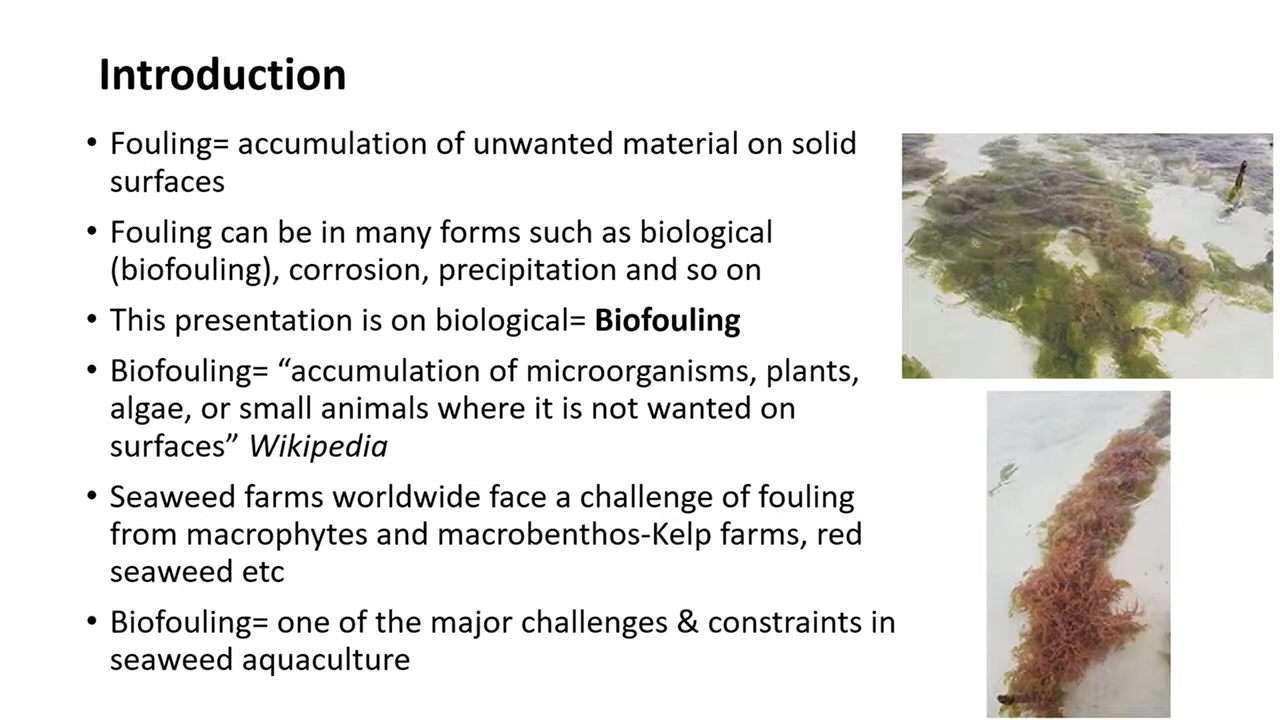 Introduction
• Fouling= accumulation of unwanted material on solid
surfaces
• Fouling can be in many forms such as biological
(biofouling), corrosion, precipitation and so on
• This presentation is on biological= Biofouling
• Biofouling= “accumulation of microorganisms, plants,
algae, or small animals where it is not wanted on
surfaces” Wikipedia
• Seaweed farms worldwide face a challenge of fouling
from macrophytes and macrobenthos-Kelp farms, red
seaweed etc
• Biofouling= one of the major challenges & constraints in
seaweed aquaculture